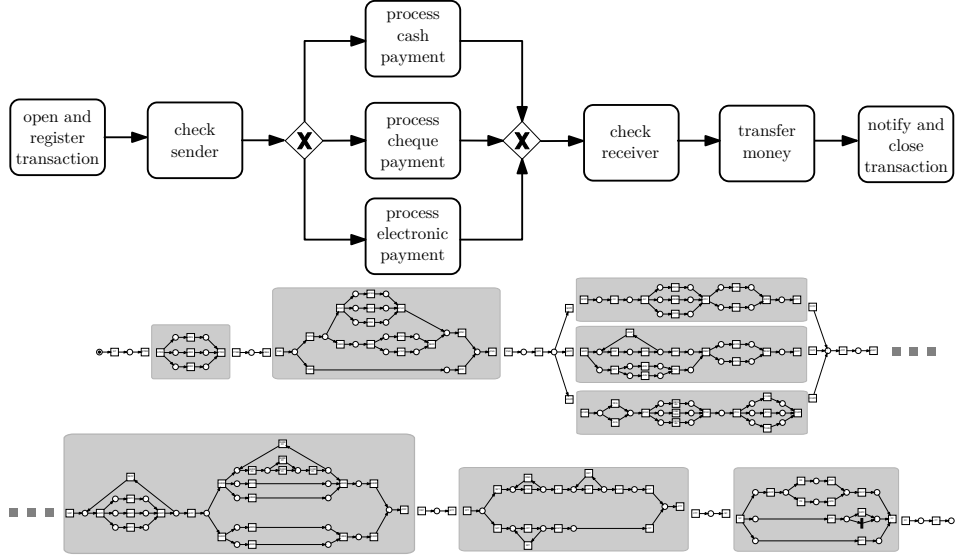 process
cash
payment
open and
register
transaction
check
sender
X
process
cheque
payment
X
check
receiver
transfer
money
notify and
close
transaction
process
electronic
payment